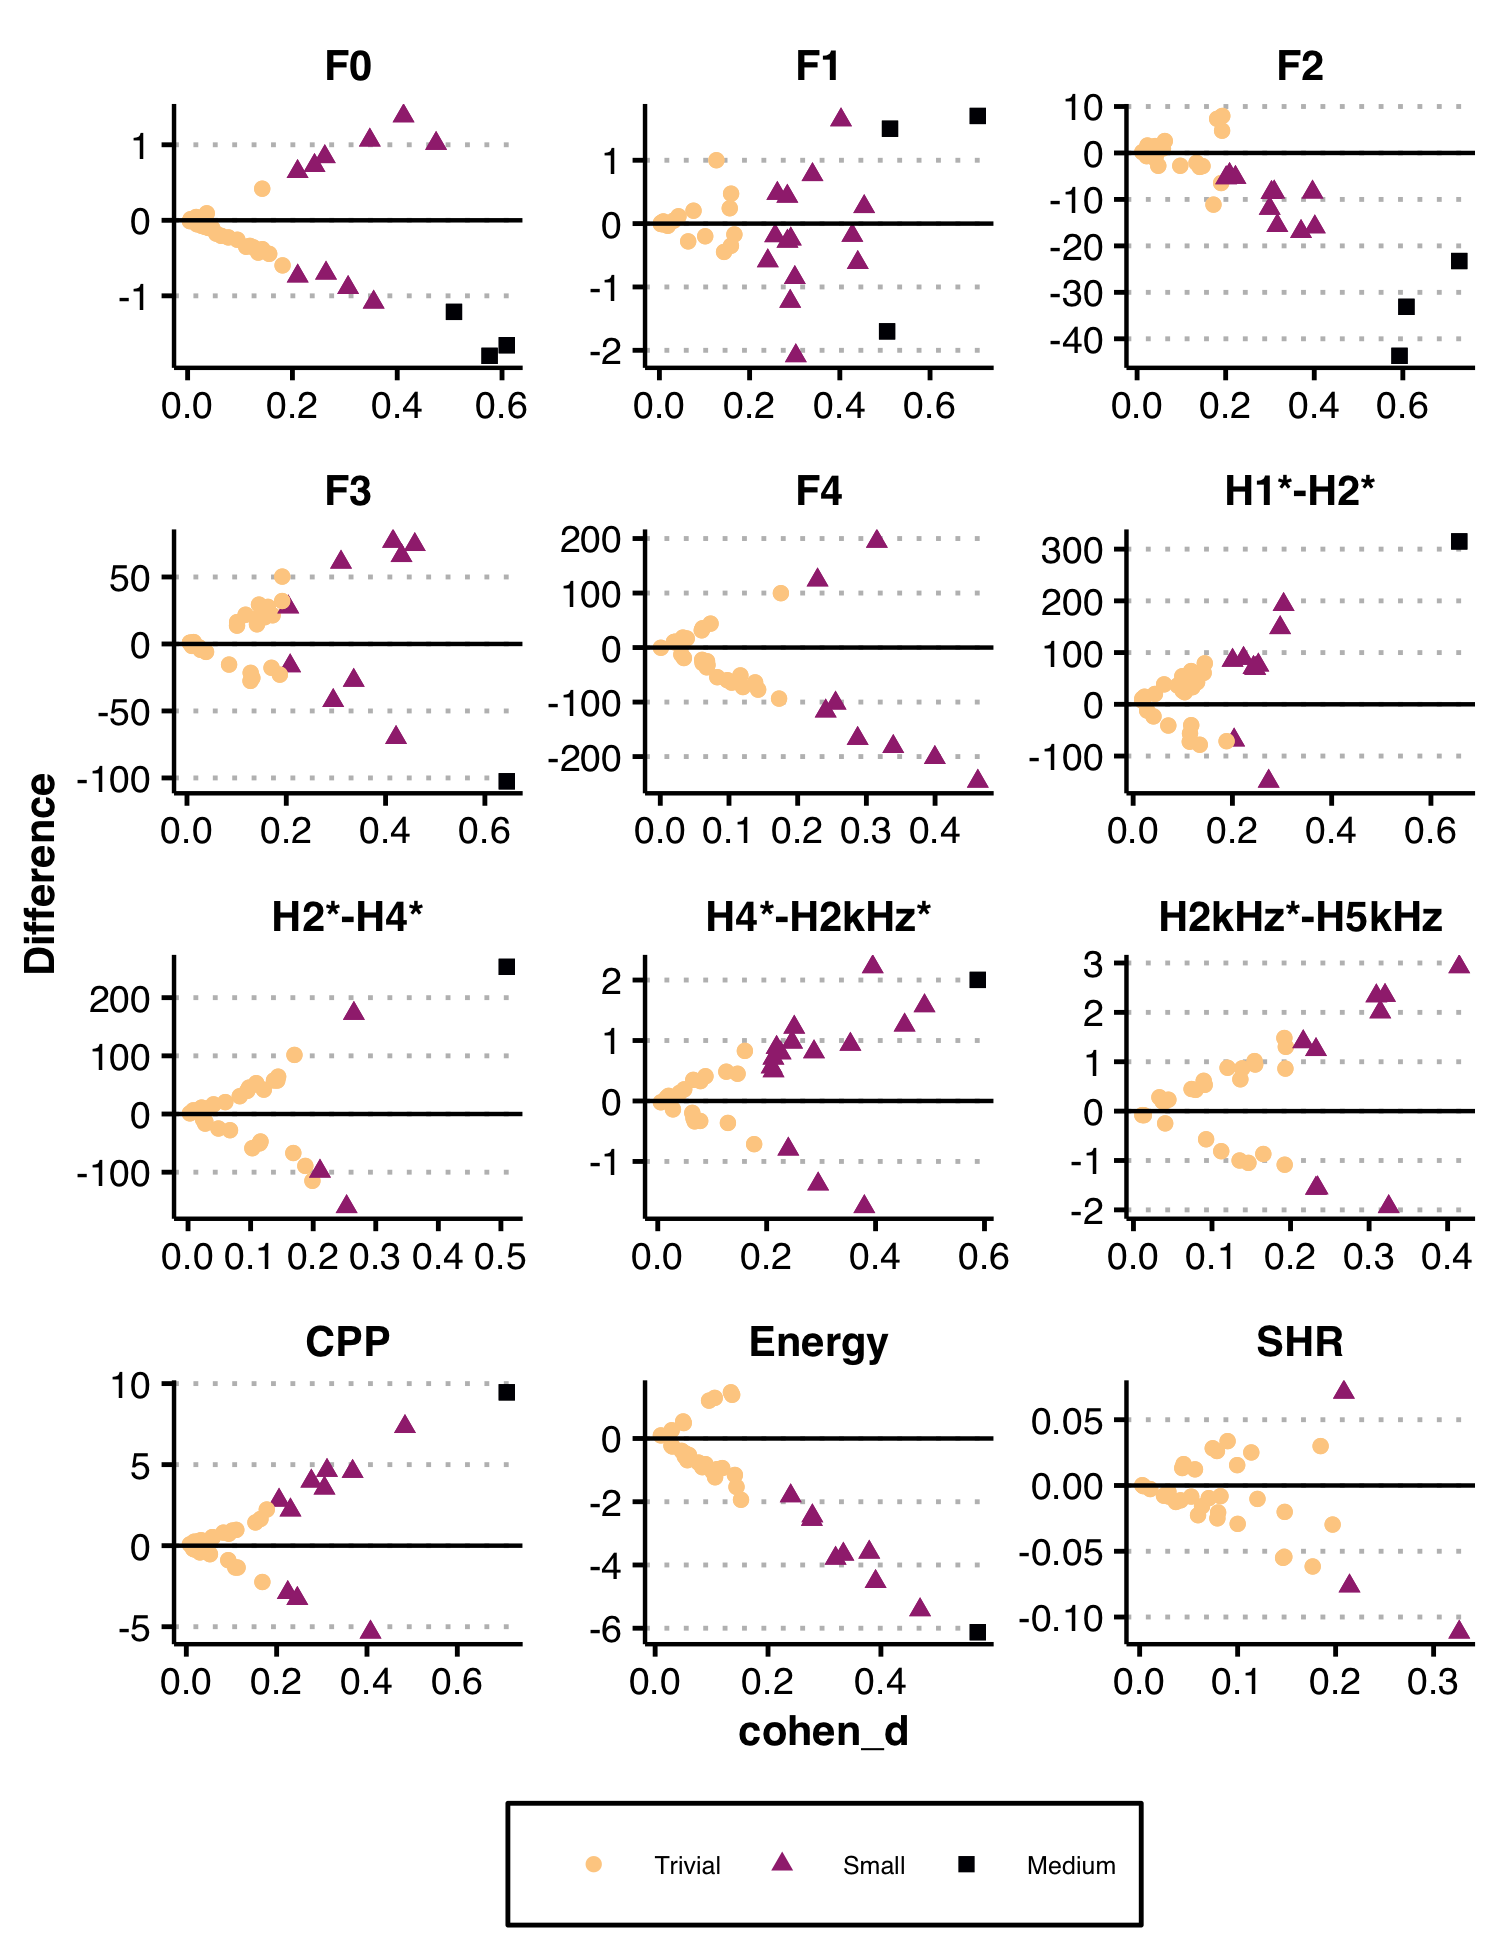 F0 F1 F2
1
0
-1
0.0 0.2 0.4 0.6
1
0
-1
-2
0.0 0.2 0.4 0.6
10
0
-10
-20
-30
-40
0.0 0.2 0.4 0.6
F3 F4 H1*-H2*
50
0
-50
-100
0.0 0.2 0.4 0.6
200
100
0
-100
-200
0.0 0.1 0.2 0.3 0.4
300
200
100
0
-100
0.0 0.2 0.4 0.6
Difference
H2*-H4* H4*-H2kHz* H2kHz*-H5kHz
200
100
0
-100
0.0 0.1 0.2 0.3 0.4 0.5
2
1
0
-1
0.0 0.2 0.4 0.6
3
2
1
0
-1
-2
0.0 0.1 0.2 0.3 0.4
CPP Energy SHR
10
5
0
-5
0.0 0.2 0.4 0.6
0
-2
-4
-6
0.0 0.2 0.4
0.05
0.00
-0.05
-0.10
0.0 0.1 0.2 0.3
cohen_d
Trivial Small Medium